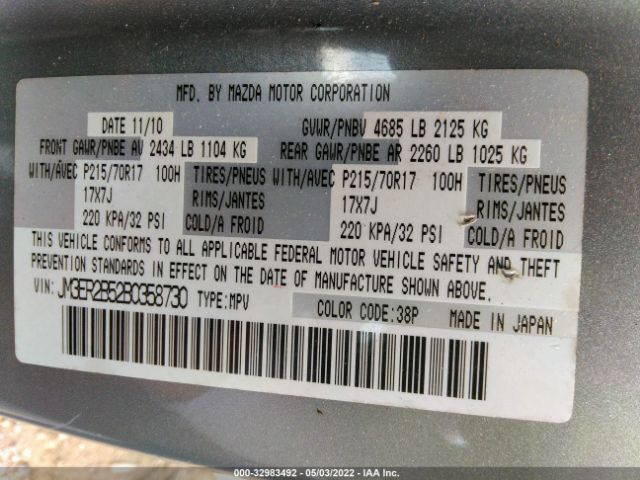 MFD. BY MAZDA MOTOR CORPORATION
DATE 11/10 GVWR/PNBV 4685 LB 2125 KG
FRONT GAWR/PNBE AV 2434 LB 1104 KG REAR GAWR/PNBE AR 2260 LB 1025 KG
WITH/AVEC P215/70R17 100H TIRES/PNEUS WITH/AVEC P215/70R17 100H TIRES/PNEUS
17X7J RIMS/JANTES 17X7J RIMS/JANTES
220 KPA/32 PSI COLD/A FROID 220 KPA/32 PSI COLD/A FROID
THIS VEHICLE CONFORMS TO ALL APPLICABLE FEDERAL MOTOR VEHICLE SAFETY AND THEFT
PREVENTION STANDARDS IN EFFECT ON THE DATE OF MANUFACTURE SHOWN ABOVE.
VIN: JM3ER2B52B0358730 TYPE: MPV COLOR CODE:38P MADE IN JAPAN
000-32983492 - 05/03/2022 - IAA Inc.